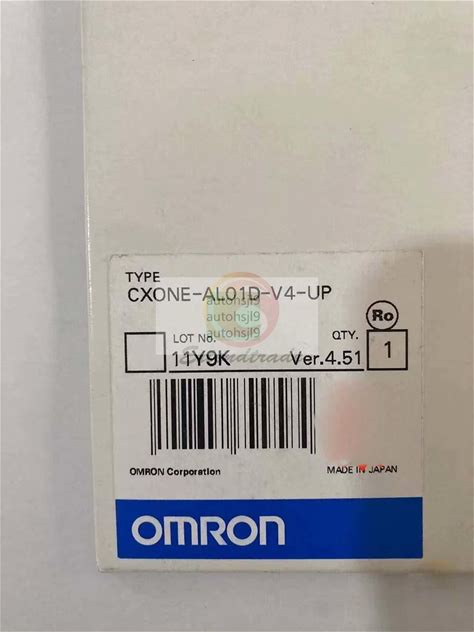 TYPE
CXONE-AL01D-V4-UP
autohsjl9
autohsjl9
autohsjl9
Ro
LOT No.
QTY.
11Y9K
Ver.4.51
1
OMRON Corporation
MADE IN JAPAN
OMRON